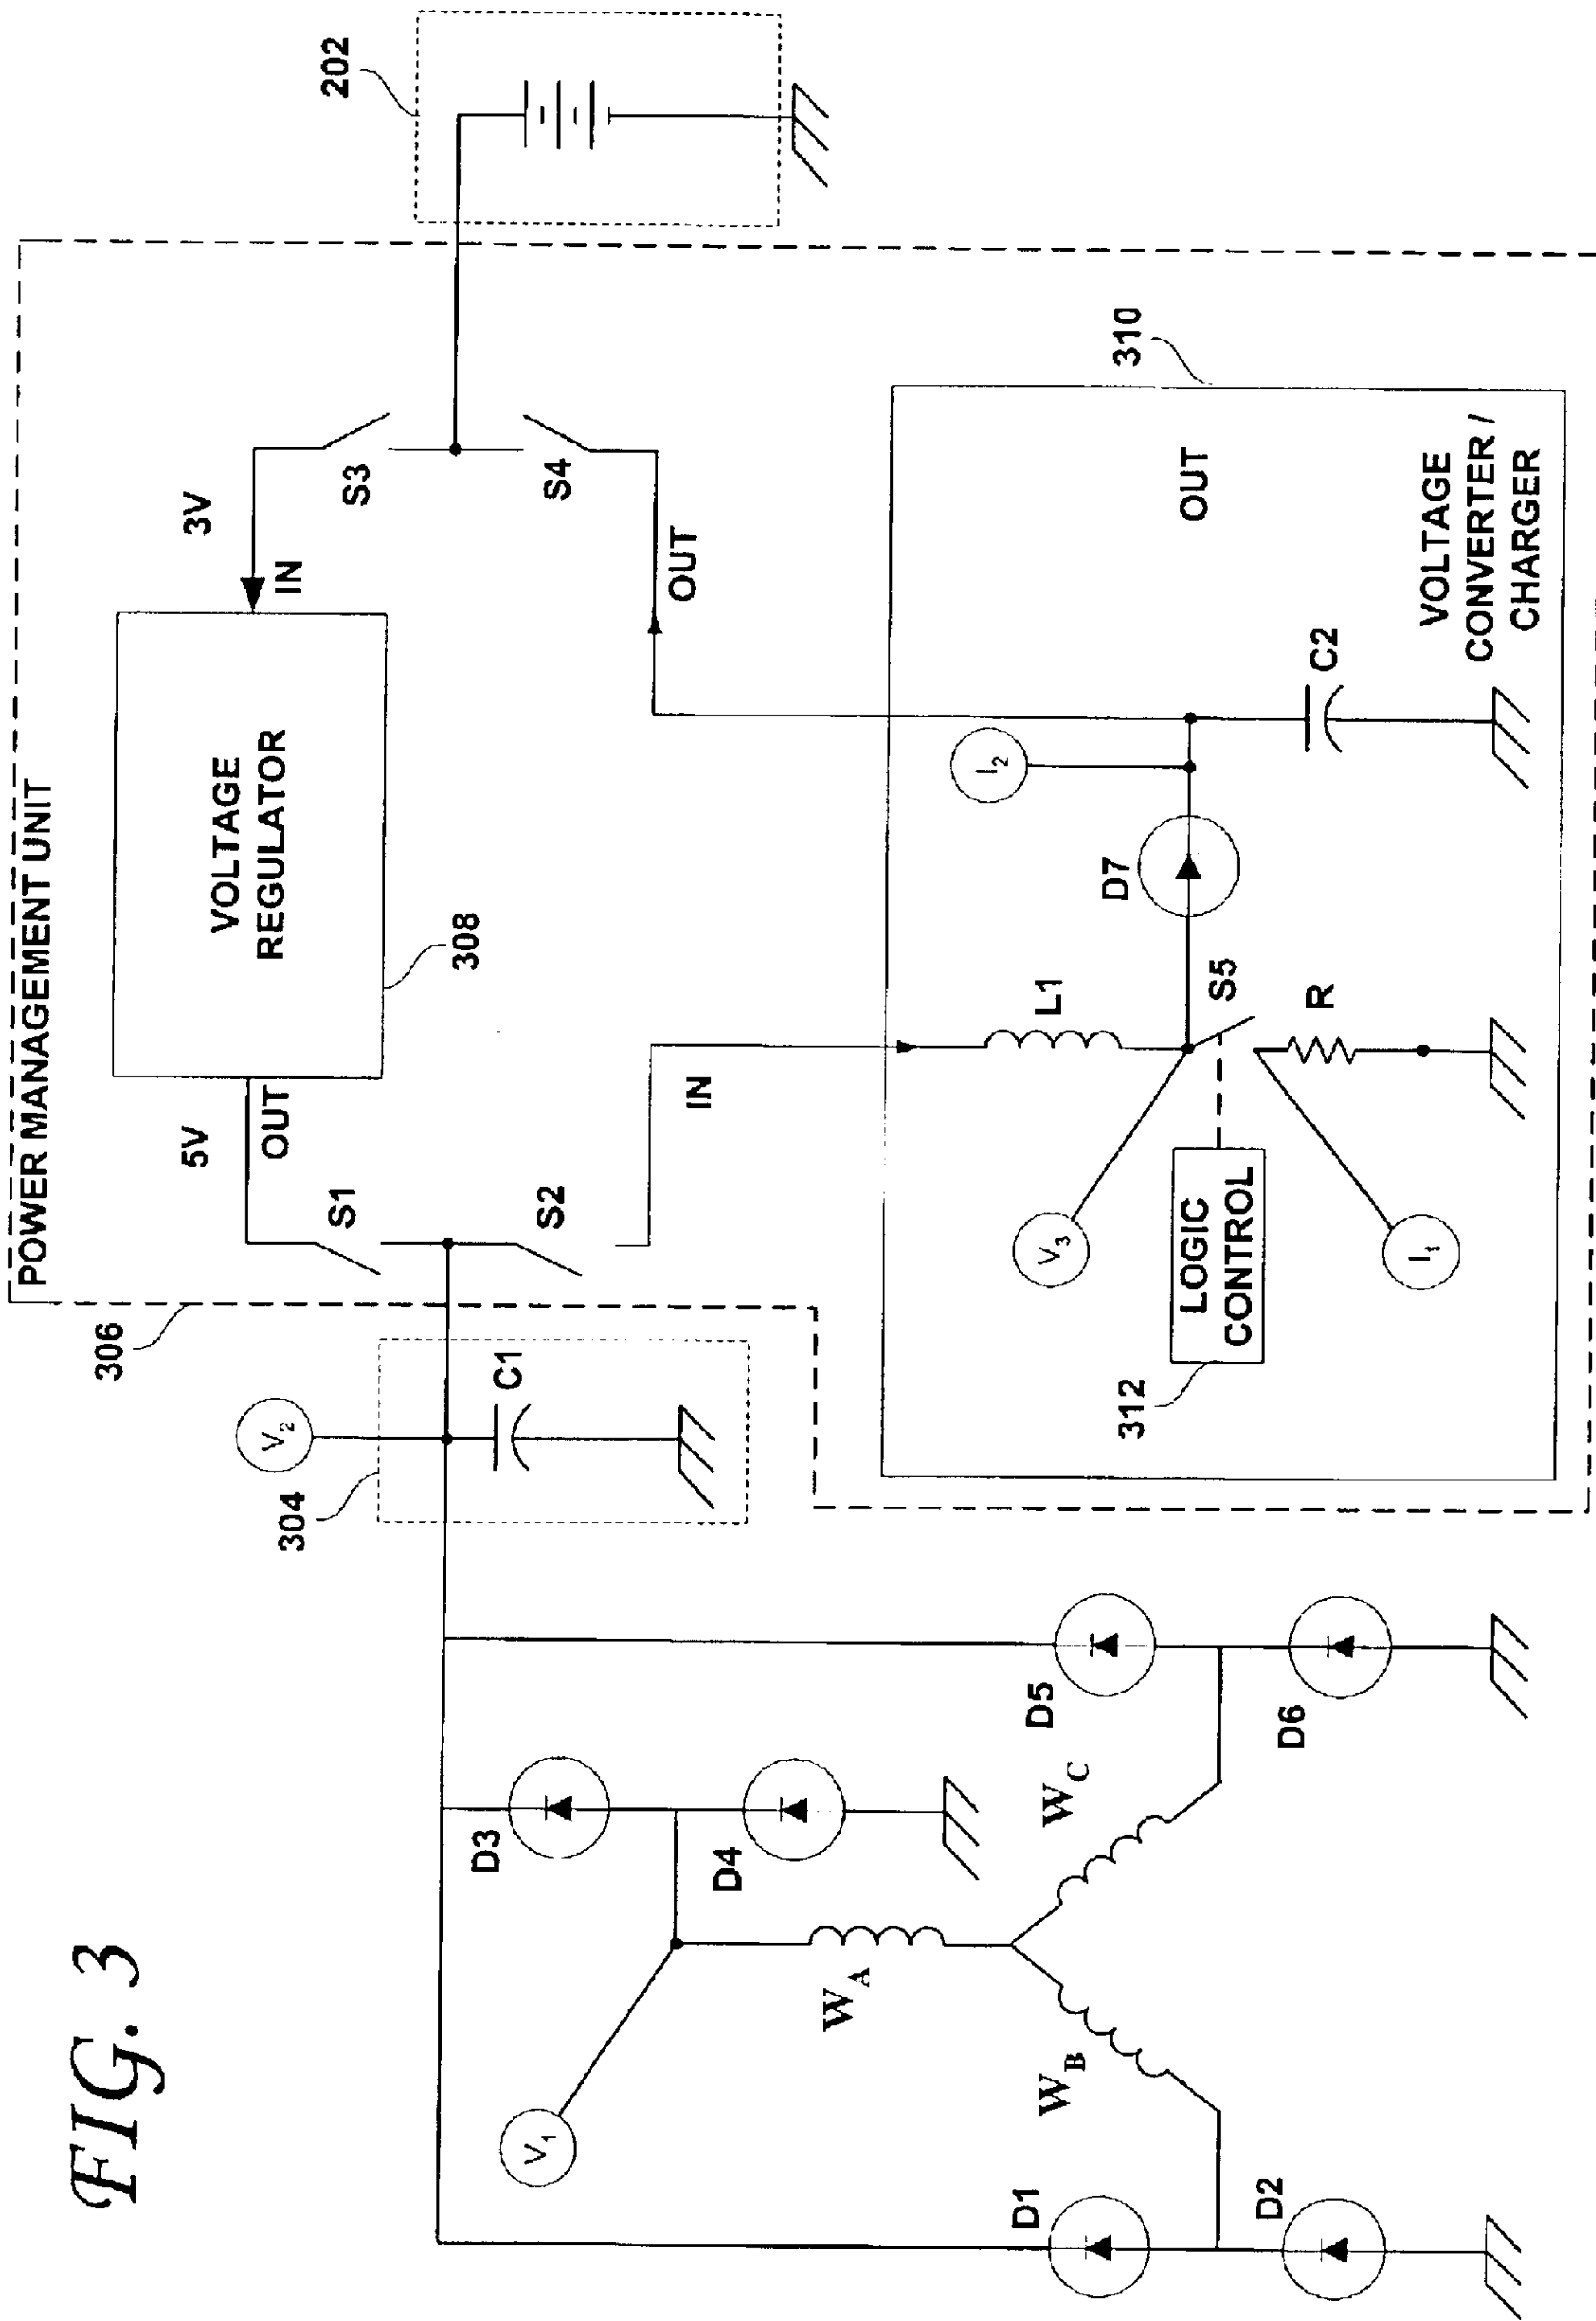 FIG. 3
POWER MANAGEMENT UNIT
306
VOLTAGE
REGULATOR
308
5V
OUT
3V
IN
S1
S2
S3
S4
202
V2
304
C1
IN
OUT
310
V1
D3
D4
WA
WB
WC
D1
D2
D5
D6
V3
L1
LOGIC
CONTROL
312
I1
S5
R
D7
I2
C2
OUT
VOLTAGE
CONVERTER /
CHARGER